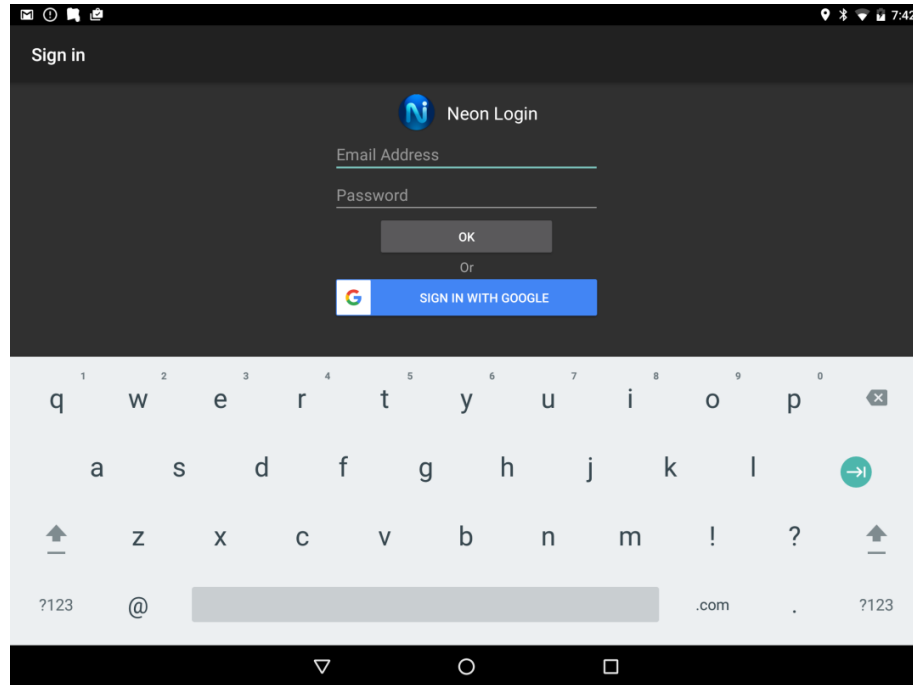 7:42
Sign in
Neon Login
Email Address
Password
OK
Or
G SIGN IN WITH GOOGLE
1 2 3 4 5 6 7 8 9 0
q w e r t y u i o p
a s d f g h j k l
z x c v b n m ! ?
?123 @ .com . ?123